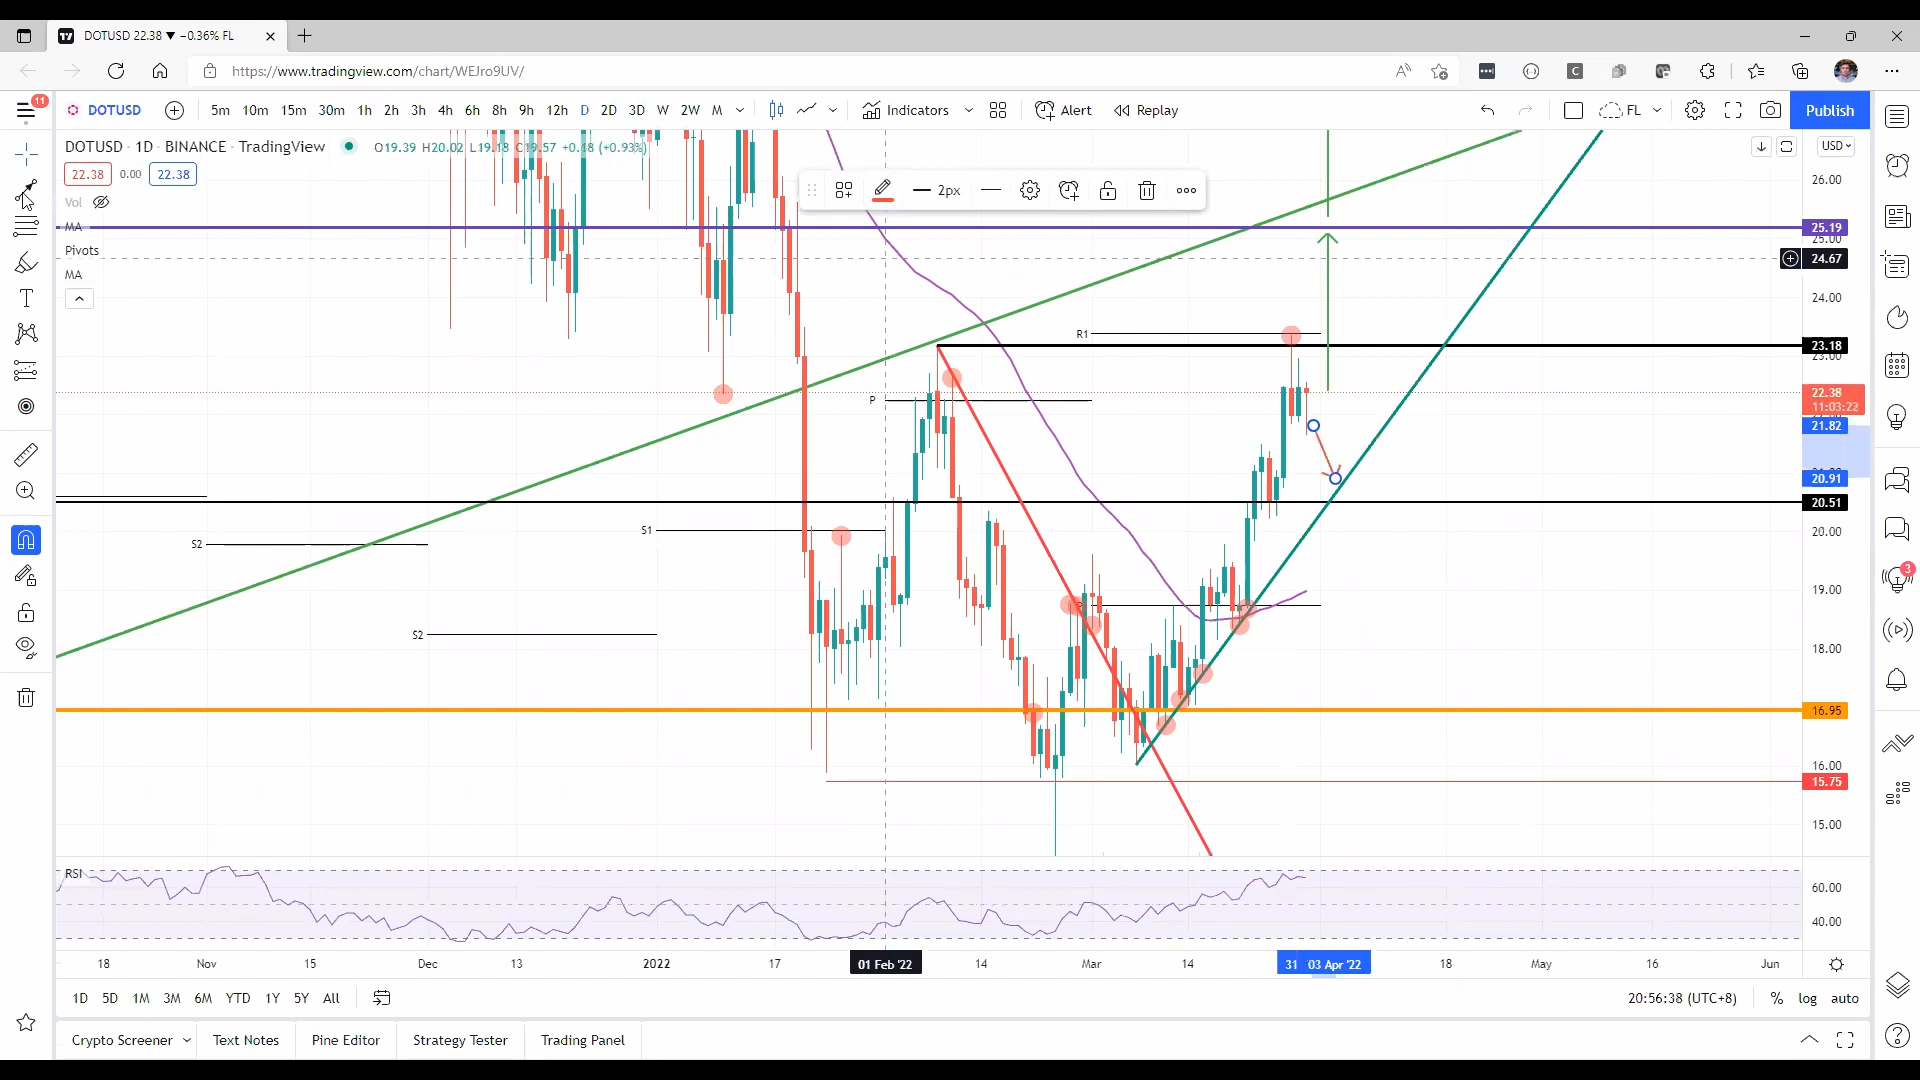 DOTUSD 22.38 ▼ −0.36% FL
https://www.tradingview.com/chart/WEJro9UV/
11 DOTUSD 5m 10m 15m 30m 1h 2h 3h 4h 6h 8h 9h 12h D 2D 3D W 2W M Indicators Alert Replay FL Publish
DOTUSD · 1D · BINANCE · TradingView O19.39 H20.02 L19.18 C19.57 +0.18 (+0.93%) USD
22.38 0.00 22.38
2px
Vol
MA
Pivots
MA
26.00
25.19
25.00
24.67
24.00
R1
23.18
23.00
22.38
11:03:22
P
21.82
20.91
20.51
S1
20.00
S2
19.00
S2
18.00
16.95
16.00
15.75
15.00
3
RSI
60.00
40.00
18 Nov 15 Dec 13 2022 17 01 Feb '22 14 Mar 14 31 03 Apr '22 18 May 16 Jun
1D 5D 1M 3M 6M YTD 1Y 5Y All 20:56:38 (UTC+8) % log auto
Crypto Screener Text Notes Pine Editor Strategy Tester Trading Panel